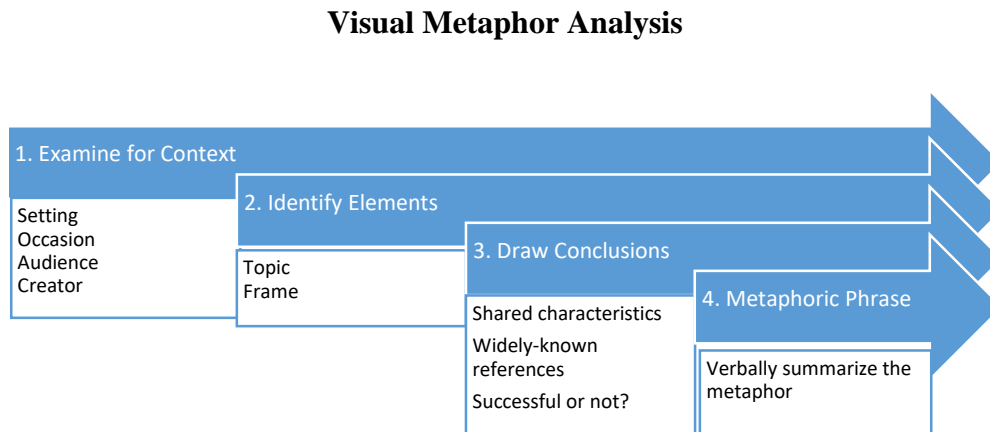 Visual Metaphor Analysis
1. Examine for Context
Setting
Occasion
Audience
Creator
2. Identify Elements
Topic
Frame
3. Draw Conclusions
Shared characteristics
Widely-known
references
Successful or not?
4. Metaphoric Phrase
Verbally summarize the
metaphor